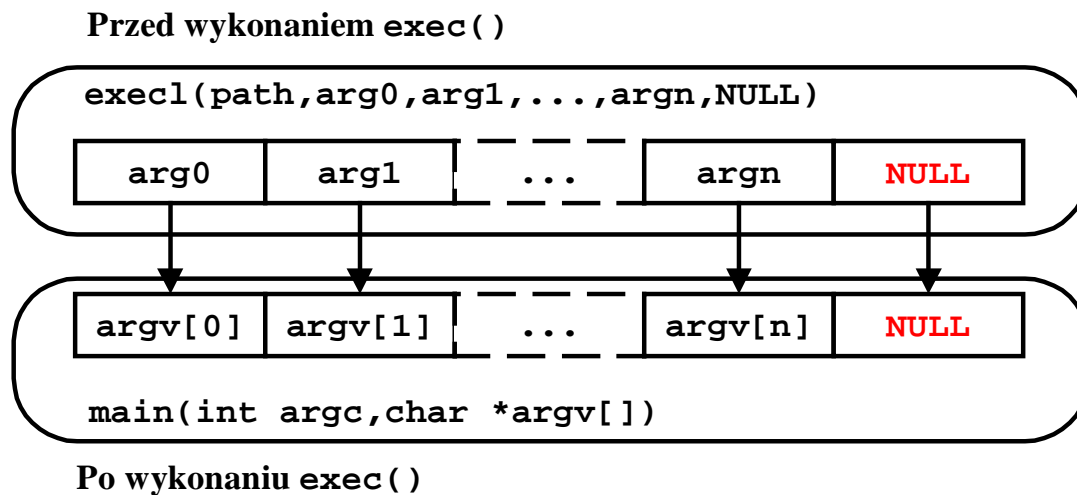 Przed wykonaniem exec()
execl(path,arg0,arg1,...,argn,NULL)
arg0 arg1 ... argn NULL
argv[0] argv[1] ... argv[n] NULL
main(int argc,char *argv[])
Po wykonaniu exec()